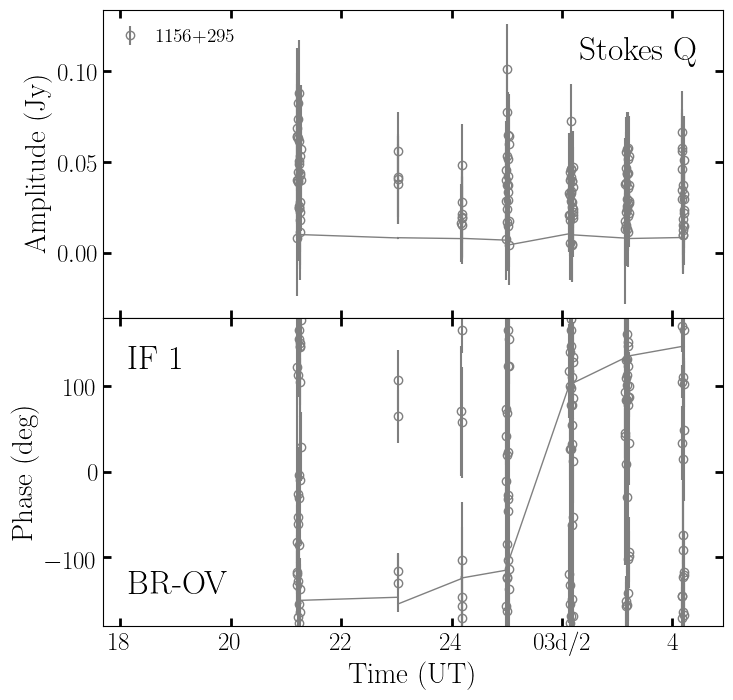 1156+295
Stokes Q
Amplitude (Jy)
0.10
0.05
0.00
IF 1
BR-OV
Phase (deg)
100
0
−100
18 20 22 24 03d/2 4
Time (UT)